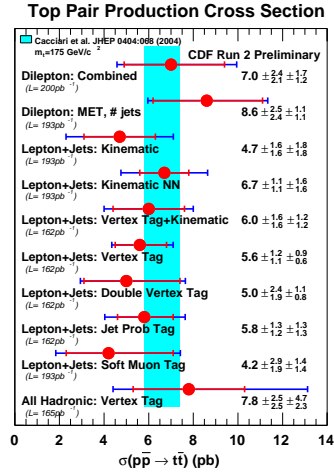 Top Pair Production Cross Section
Cacciari et al. JHEP 0404:068 (2004)
m_t=175 GeV/c^2
CDF Run 2 Preliminary
Dilepton: Combined 7.0 ± 2.4 2.1 ± 1.7 1.2
(L= 200pb^-1)
Dilepton: MET, # jets 8.6 ± 2.5 2.4 ± 1.1 1.1
(L= 193pb^-1)
Lepton+Jets: Kinematic 4.7 ± 1.6 1.6 ± 1.8 1.8
(L= 193pb^-1)
Lepton+Jets: Kinematic NN 6.7 ± 1.1 1.1 ± 1.6 1.6
(L= 193pb^-1)
Lepton+Jets: Vertex Tag+Kinematic 6.0 ± 1.6 1.6 ± 1.2 1.2
(L= 162pb^-1)
Lepton+Jets: Vertex Tag 5.6 ± 1.2 1.1 ± 0.9 0.6
(L= 162pb^-1)
Lepton+Jets: Double Vertex Tag 5.0 ± 2.4 1.9 ± 1.1 0.8
(L= 162pb^-1)
Lepton+Jets: Jet Prob Tag 5.8 ± 1.3 1.2 ± 1.3 1.3
(L= 162pb^-1)
Lepton+Jets: Soft Muon Tag 4.2 ± 2.9 1.9 ± 1.4 1.4
(L= 193pb^-1)
All Hadronic: Vertex Tag 7.8 ± 2.5 2.5 ± 4.7 2.3
(L= 165pb^-1)
0 2 4 6 8 10 12 14
σ(pp̅ → tt̅) (pb)